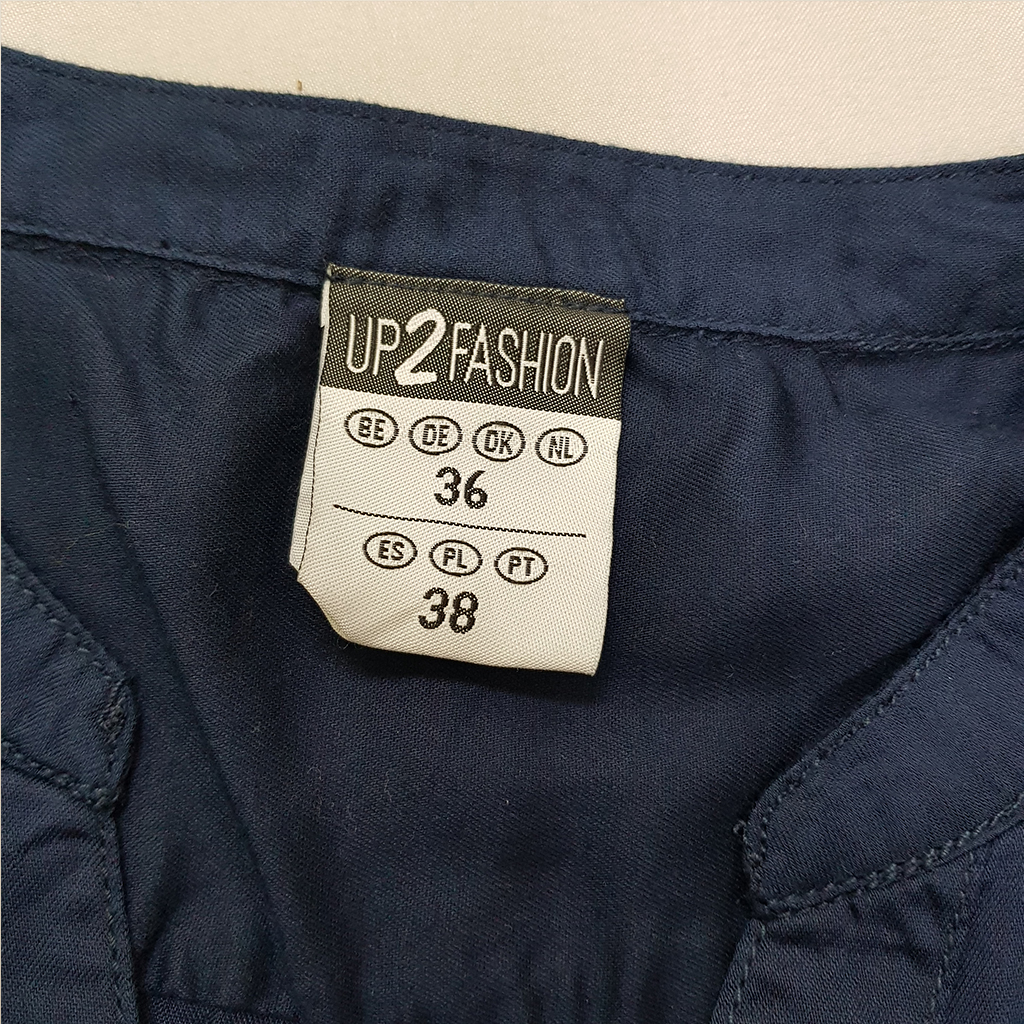 UP2FASHION
BE DE DK NL
36
ES PL PT
38